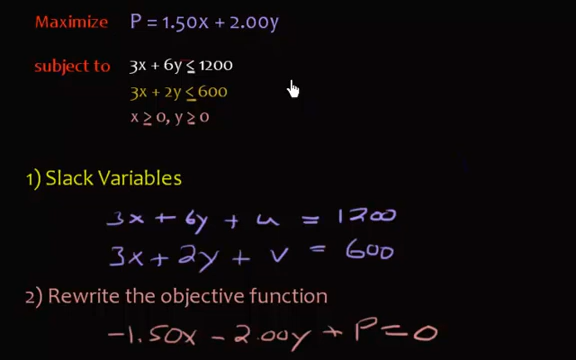 Maximize P = 1.50x + 2.00y
subject to 3x + 6y ≤ 1200
3x + 2y ≤ 600
x ≥ 0, y ≥ 0
1) Slack Variables
3x + 6y + u = 1200
3x + 2y + v = 600
2) Rewrite the objective function
-1.50x - 2.00y + P = 0